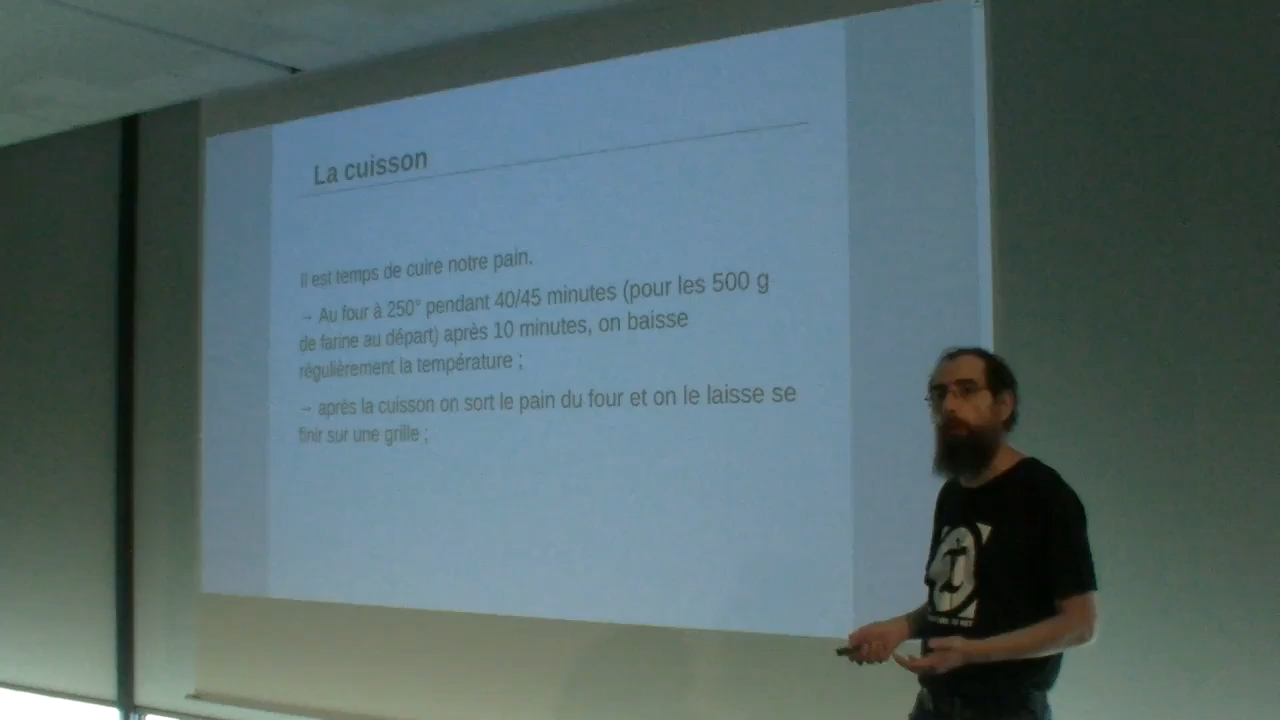 La cuisson
Il est temps de cuire notre pain.
→ Au four à 250° pendant 40/45 minutes (pour les 500 g
de farine au départ) après 10 minutes, on baisse
régulièrement la température ;
→ après la cuisson on sort le pain du four et on le laisse se
finir sur une grille ;